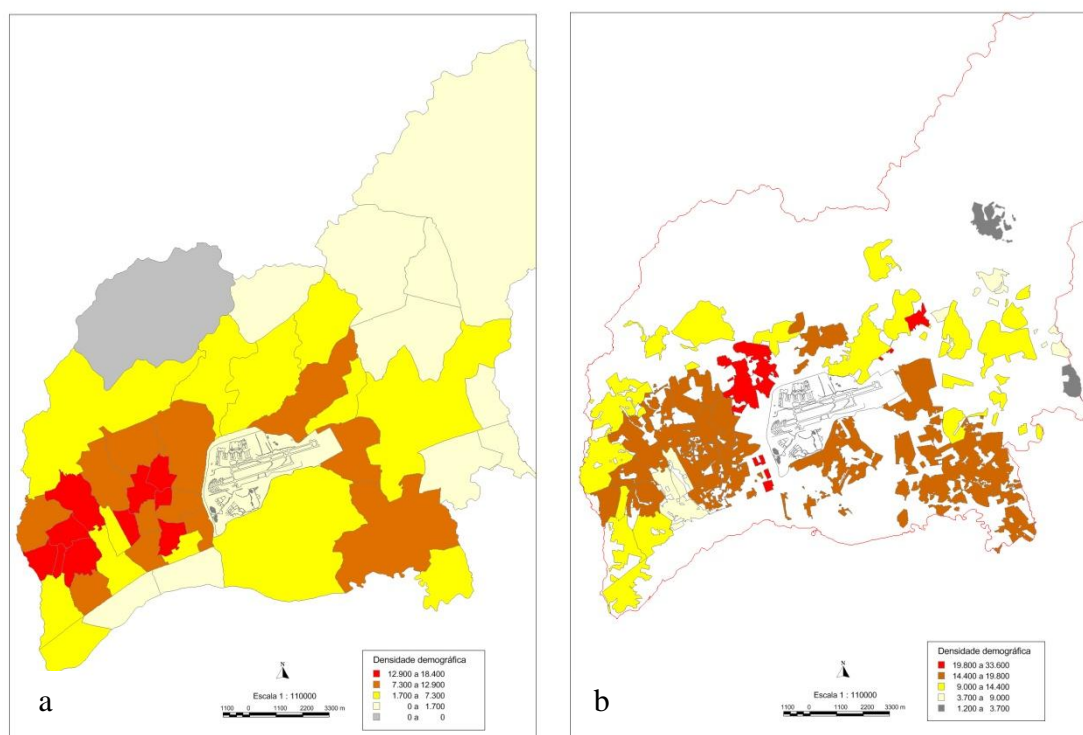 N
Escala 1 : 110000
1100 0 1100 2200 3300 m
Densidade demográfica
12.900 a 18.400
7.300 a 12.900
1.700 a 7.300
0 a 1.700
0 a 0
a
N
Escala 1 : 110000
1100 0 1100 2200 3300 m
Densidade demográfica
19.800 a 33.600
14.400 a 19.800
9.000 a 14.400
3.700 a 9.000
1.200 a 3.700
b